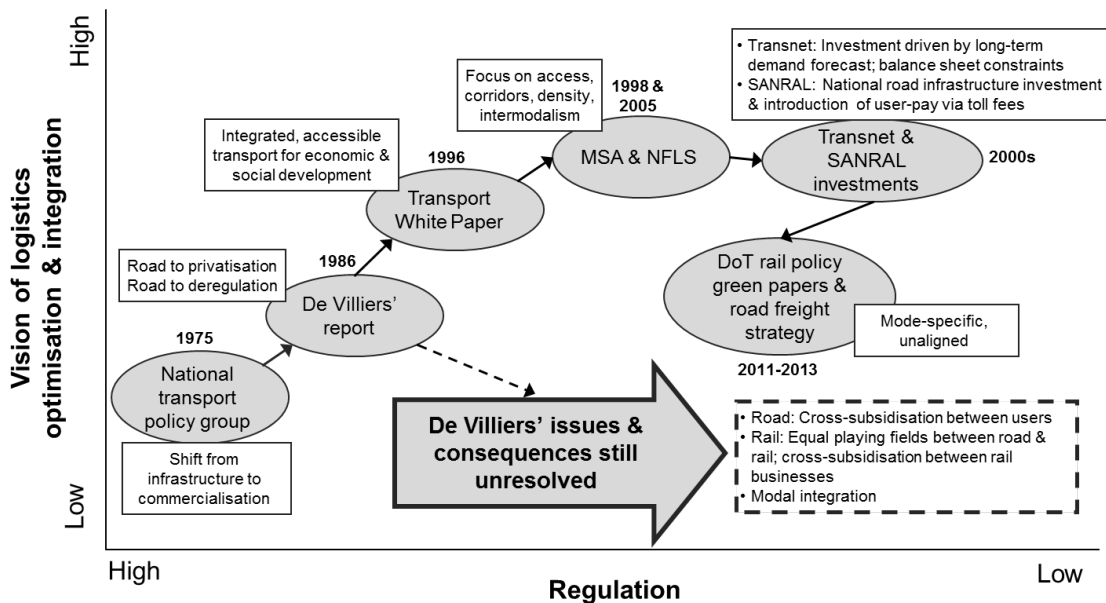 High
Vision of logistics
optimisation & integration
Low
• Transnet: Investment driven by long-term
demand forecast; balance sheet constraints
• SANRAL: National road infrastructure investment
& introduction of user-pay via toll fees
Focus on access,
corridors, density,
intermodalism
1998 &
2005
MSA & NFLS
Transnet &
SANRAL
investments
2000s
Integrated, accessible
transport for economic &
social development
1996
Transport
White Paper
Road to privatisation
Road to deregulation
1986
De Villiers’
report
DoT rail policy
green papers &
road freight
strategy
Mode-specific,
unaligned
2011-2013
1975
National
transport
policy group
Shift from
infrastructure to
commercialisation
De Villiers’ issues &
consequences still
unresolved
• Road: Cross-subsidisation between users
• Rail: Equal playing fields between road &
rail; cross-subsidisation between rail
businesses
• Modal integration
High
Regulation
Low